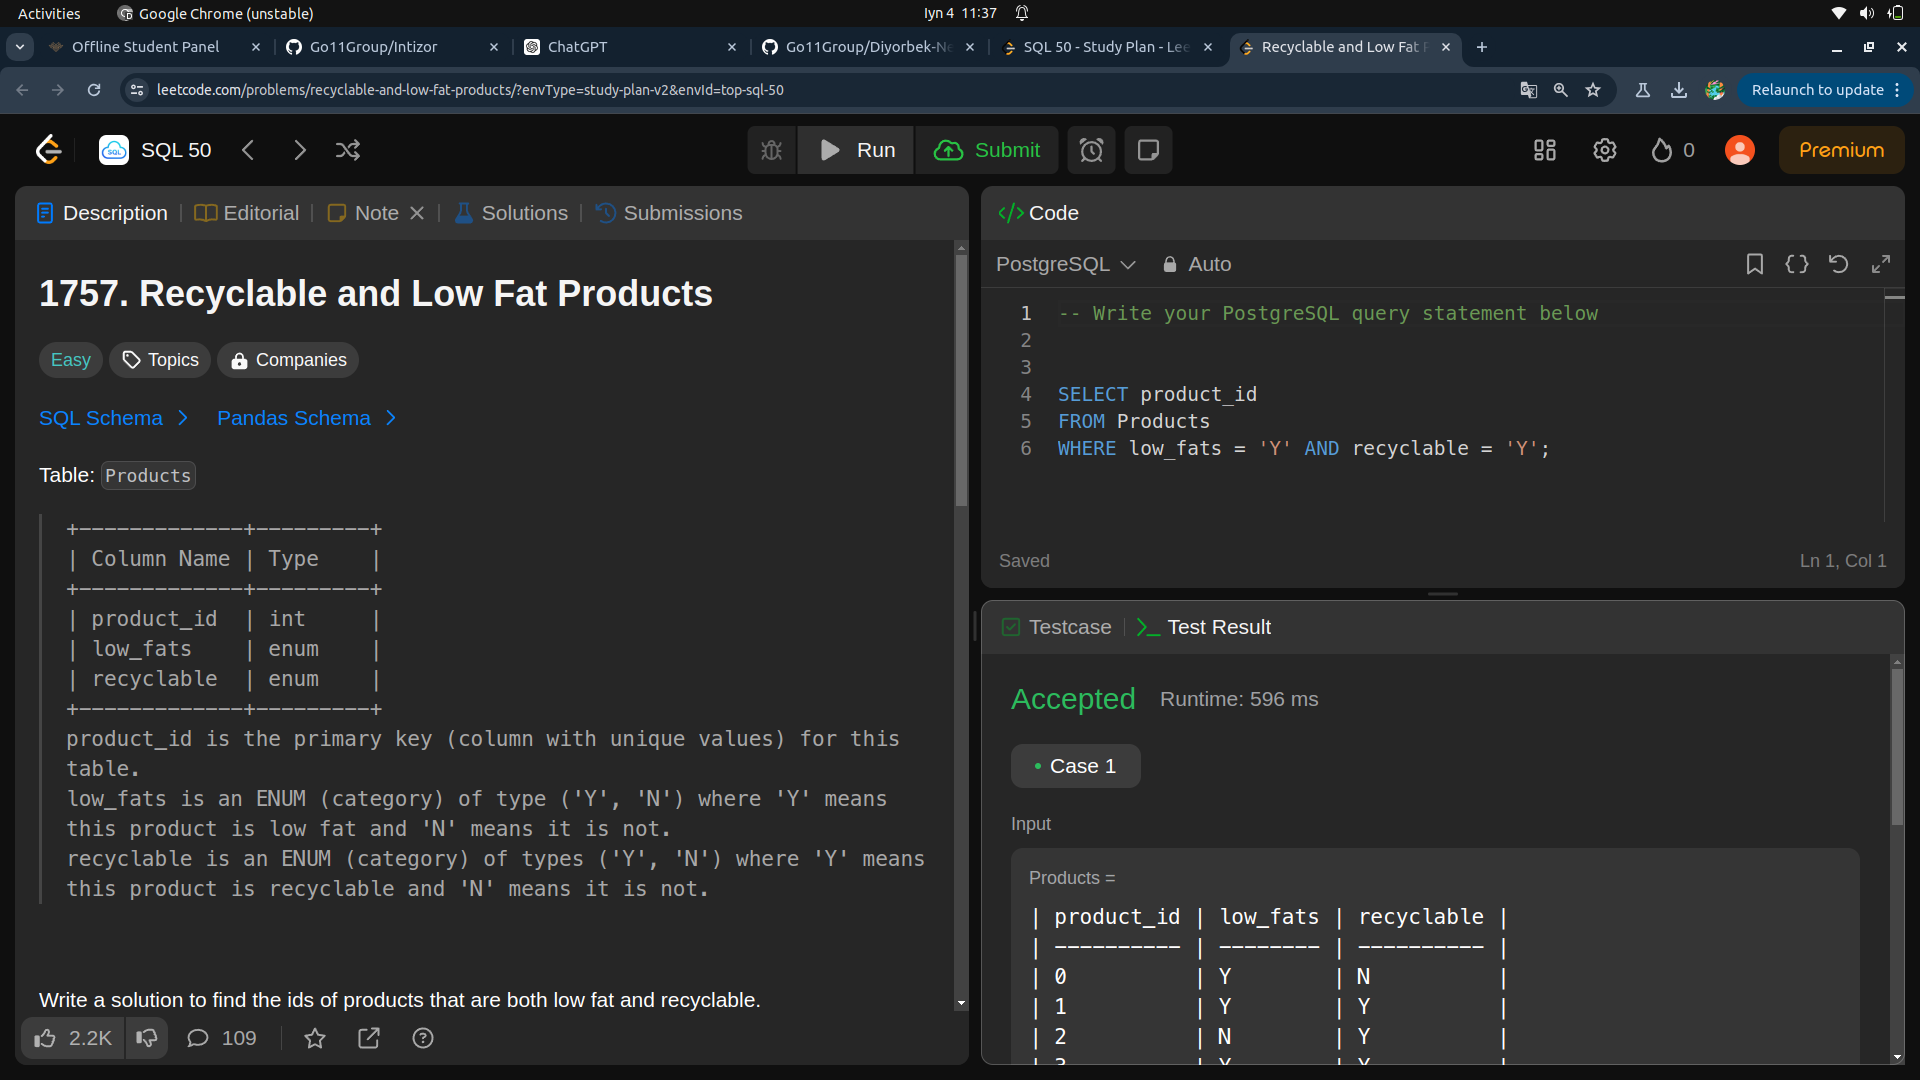 Activities
Google Chrome (unstable)
Iyn 4 11:37
Offline Student Panel
Go11Group/Intizor
ChatGPT
Go11Group/Diyorbek-Ne
SQL 50 - Study Plan - Lee
Recyclable and Low Fat P
leetcode.com/problems/recyclable-and-low-fat-products/?envType=study-plan-v2&envId=top-sql-50
Relaunch to update
SQL 50
Run
Submit
0
Premium
Description
Editorial
Note
Solutions
Submissions
1757. Recyclable and Low Fat Products
Easy
Topics
Companies
SQL Schema
Pandas Schema
Table: Products
+-------------+---------+
| Column Name | Type    |
+-------------+---------+
| product_id  | int     |
| low_fats    | enum    |
| recyclable  | enum    |
+-------------+---------+
product_id is the primary key (column with unique values) for this
table.
low_fats is an ENUM (category) of type ('Y', 'N') where 'Y' means
this product is low fat and 'N' means it is not.
recyclable is an ENUM (category) of types ('Y', 'N') where 'Y' means
this product is recyclable and 'N' means it is not.
Write a solution to find the ids of products that are both low fat and recyclable.
2.2K
109
Code
PostgreSQL
Auto
1 -- Write your PostgreSQL query statement below
2
3
4 SELECT product_id
5 FROM Products
6 WHERE low_fats = 'Y' AND recyclable = 'Y';
Saved
Ln 1, Col 1
Testcase
Test Result
Accepted
Runtime: 596 ms
Case 1
Input
Products =
| product_id | low_fats | recyclable |
| ---------- | -------- | ---------- |
| 0          | Y        | N          |
| 1          | Y        | Y          |
| 2          | N        | Y          |
| 3          | Y        | Y          |